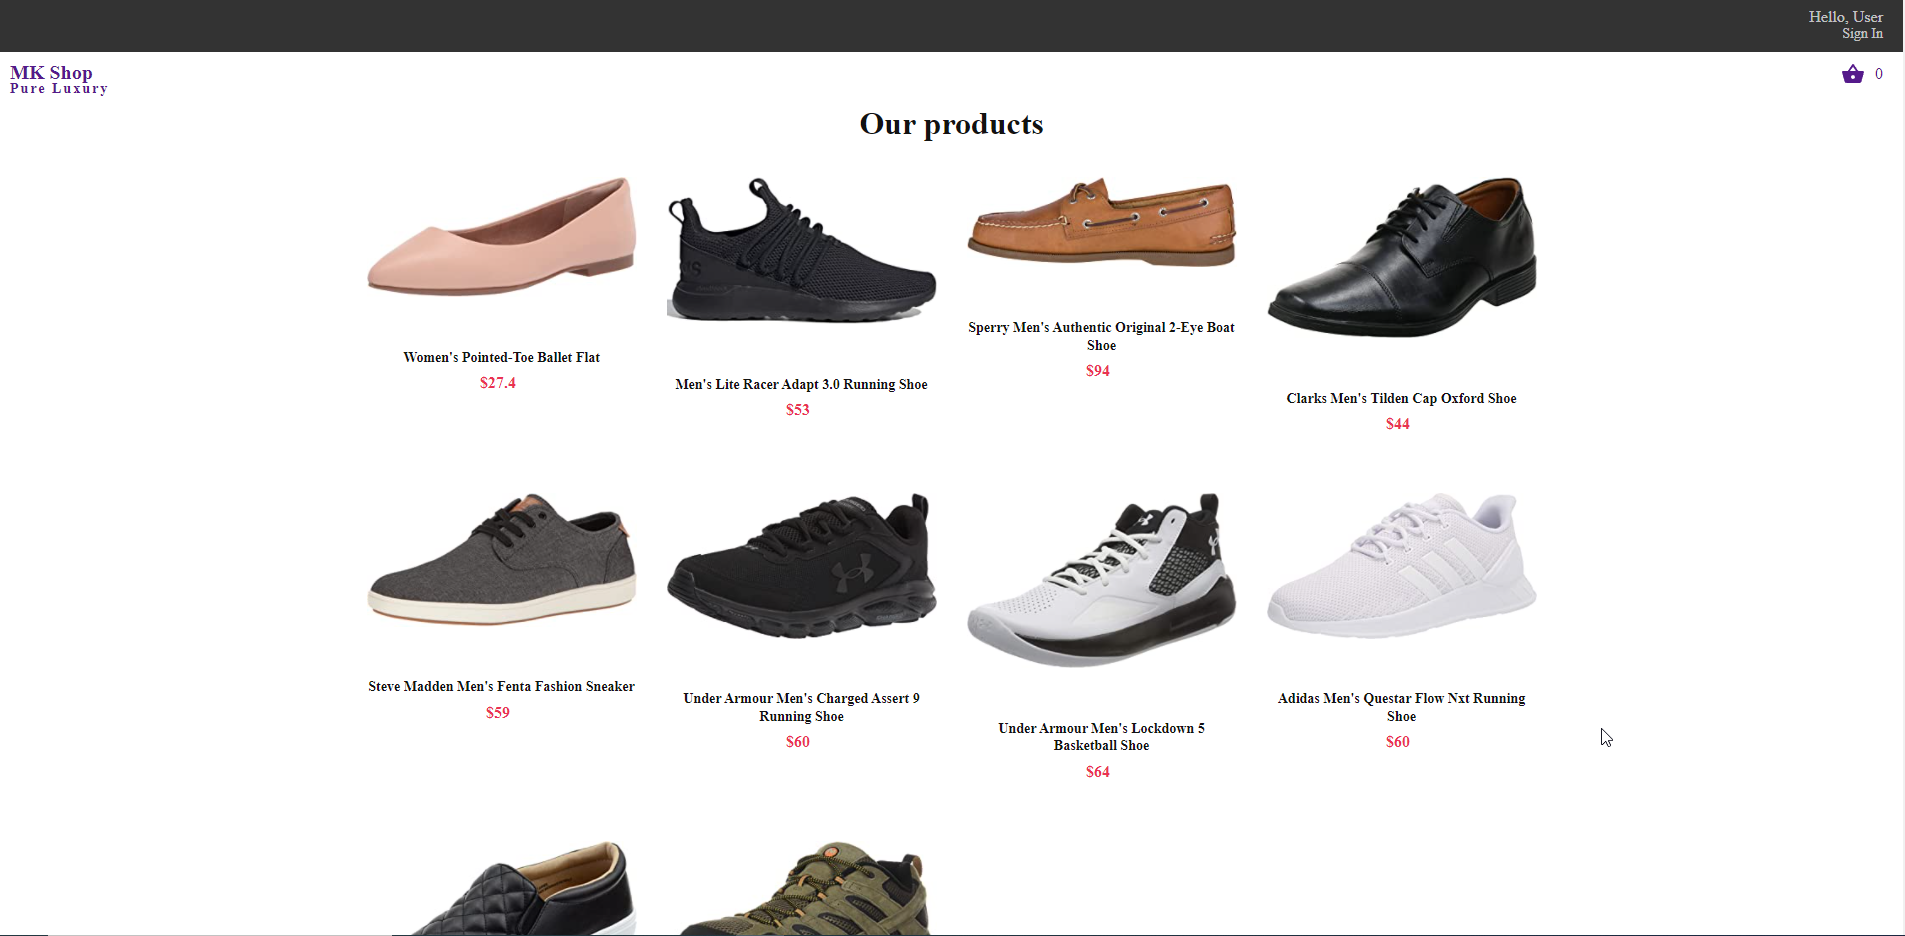 Hello, User
Sign In
MK Shop
Pure Luxury
0
Our products
Women's Pointed-Toe Ballet Flat
$27.4
Men's Lite Racer Adapt 3.0 Running Shoe
$53
Sperry Men's Authentic Original 2-Eye Boat
Shoe
$94
Clarks Men's Tilden Cap Oxford Shoe
$44
Steve Madden Men's Fenta Fashion Sneaker
$59
Under Armour Men's Charged Assert 9
Running Shoe
$60
Under Armour Men's Lockdown 5
Basketball Shoe
$64
Adidas Men's Questar Flow Nxt Running
Shoe
$60